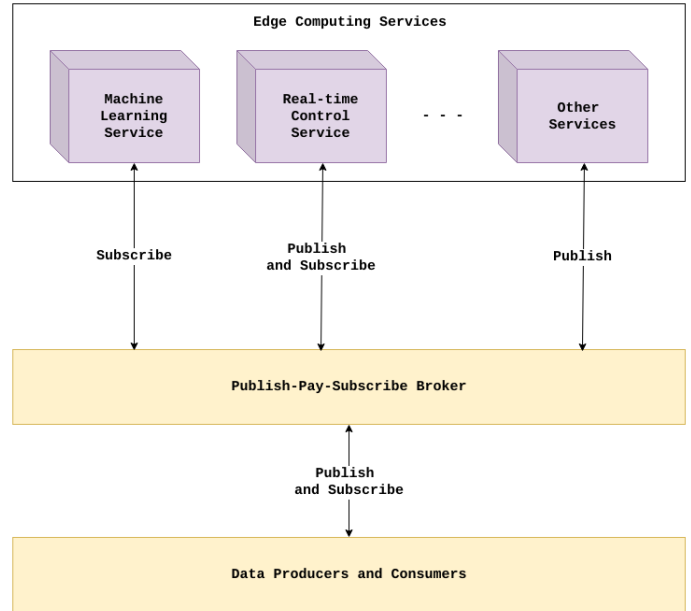 Edge Computing Services
Machine
Learning
Service
Real-time
Control
Service
- - -
Other
Services
Subscribe
Publish
and Subscribe
Publish
Publish-Pay-Subscribe Broker
Publish
and Subscribe
Data Producers and Consumers